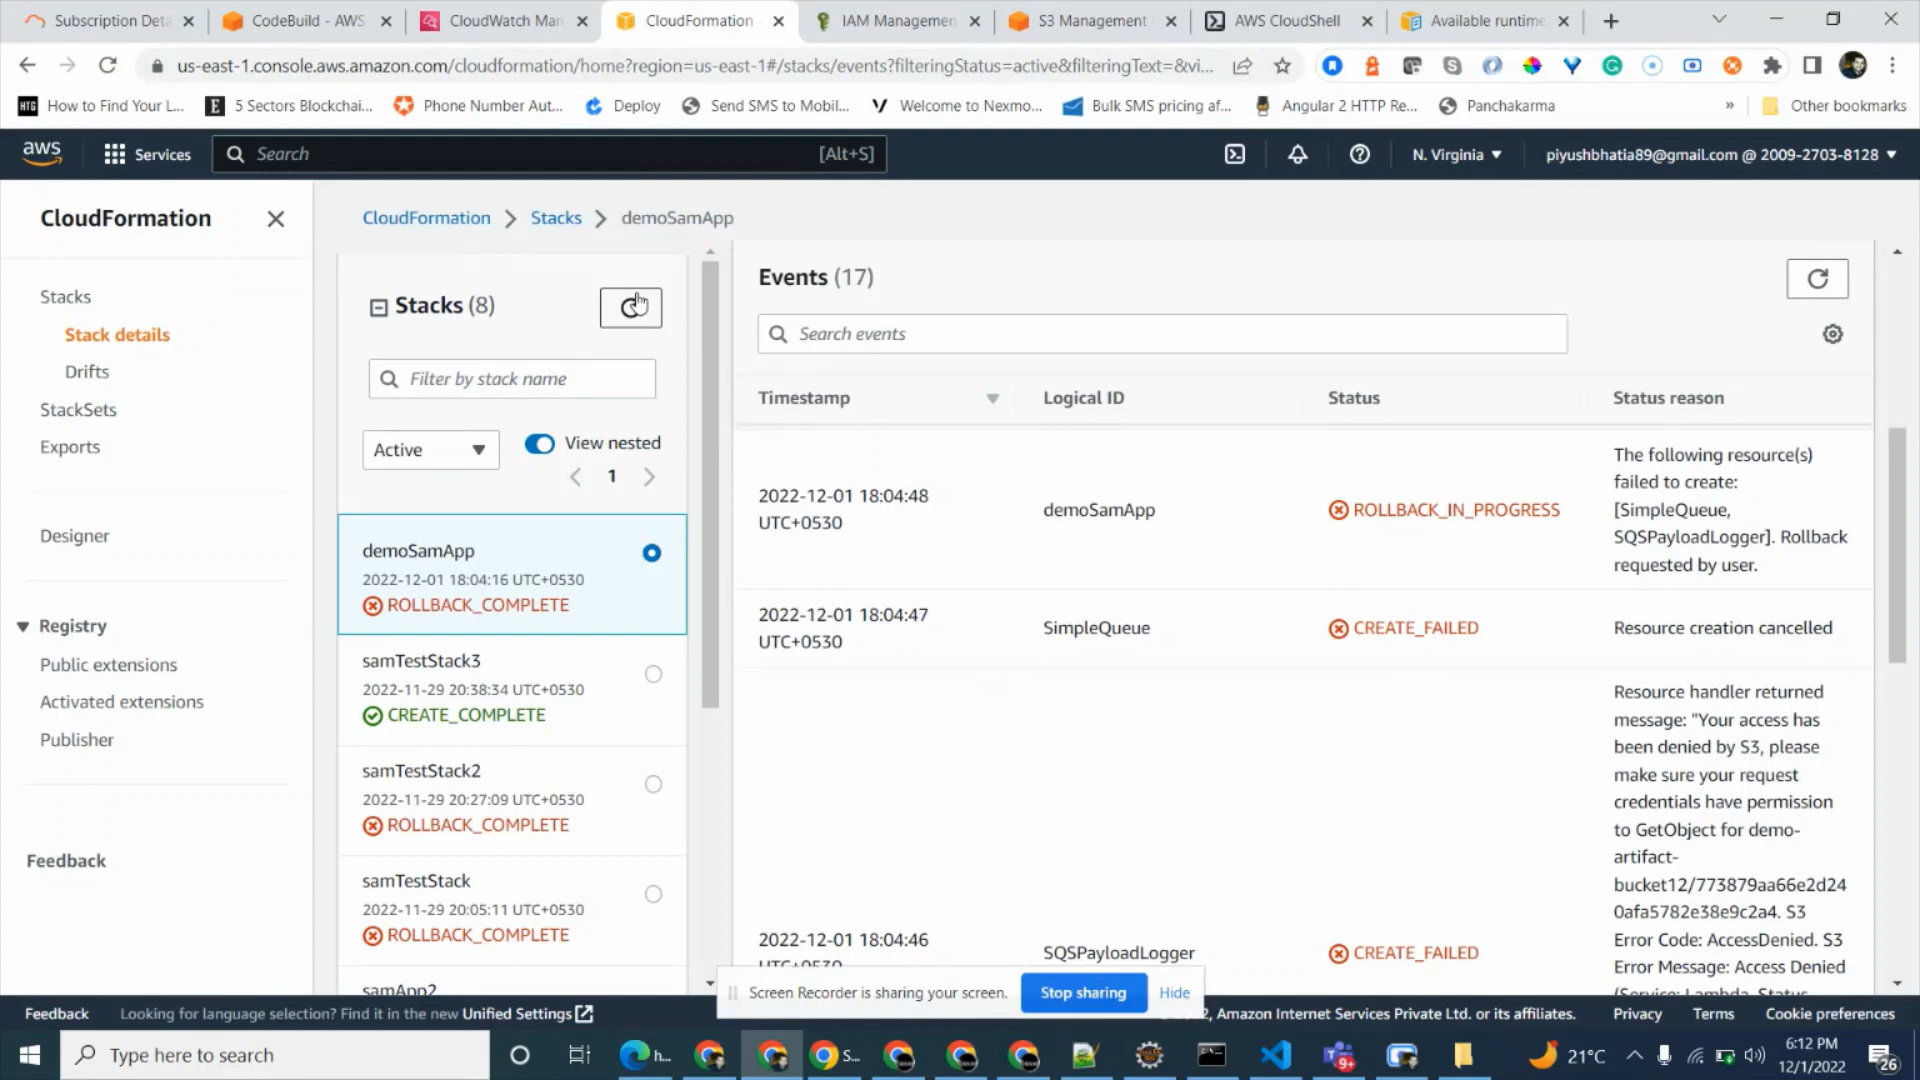 Subscription Deta
CodeBuild - AWS
CloudWatch Man
CloudFormation
IAM Managemen
S3 Management
AWS CloudShell
Available runtime
us-east-1.console.aws.amazon.com/cloudformation/home?region=us-east-1#/stacks/events?filteringStatus=active&filteringText=&vi...
HTG How to Find Your L...
E 5 Sectors Blockchai...
Phone Number Aut...
Deploy
Send SMS to Mobil...
Welcome to Nexmo...
Bulk SMS pricing af...
Angular 2 HTTP Re...
Panchakarma
»
Other bookmarks
aws
Services
Search
[Alt+S]
N. Virginia
piyushbhatia89@gmail.com @ 2009-2703-8128
CloudFormation
Stacks
Stack details
Drifts
StackSets
Exports
Designer
Registry
Public extensions
Activated extensions
Publisher
Feedback
CloudFormation
Stacks
demoSamApp
Stacks (8)
Filter by stack name
Active
View nested
1
demoSamApp
2022-12-01 18:04:16 UTC+0530
ROLLBACK_COMPLETE
samTestStack3
2022-11-29 20:38:34 UTC+0530
CREATE_COMPLETE
samTestStack2
2022-11-29 20:27:09 UTC+0530
ROLLBACK_COMPLETE
samTestStack
2022-11-29 20:05:11 UTC+0530
ROLLBACK_COMPLETE
samApp2
Events (17)
Search events
Timestamp
Logical ID
Status
Status reason
2022-12-01 18:04:48
UTC+0530
demoSamApp
ROLLBACK_IN_PROGRESS
The following resource(s)
failed to create:
[SimpleQueue,
SQSPayloadLogger]. Rollback
requested by user.
2022-12-01 18:04:47
UTC+0530
SimpleQueue
CREATE_FAILED
Resource creation cancelled
2022-12-01 18:04:46
UTC+0530
SQSPayloadLogger
CREATE_FAILED
Resource handler returned
message: "Your access has
been denied by S3, please
make sure your request
credentials have permission
to GetObject for demo-
artifact-
bucket12/773879aa66e2d24
0afa5782e38e9c2a4. S3
Error Code: AccessDenied. S3
Error Message: Access Denied
(Service: Lambda, Status
Screen Recorder is sharing your screen.
Stop sharing
Hide
Feedback
Looking for language selection? Find it in the new Unified Settings
2, Amazon Internet Services Private Ltd. or its affiliates.
Privacy
Terms
Cookie preferences
Type here to search
h...
S...
9+
21°C
6:12 PM
12/1/2022
26